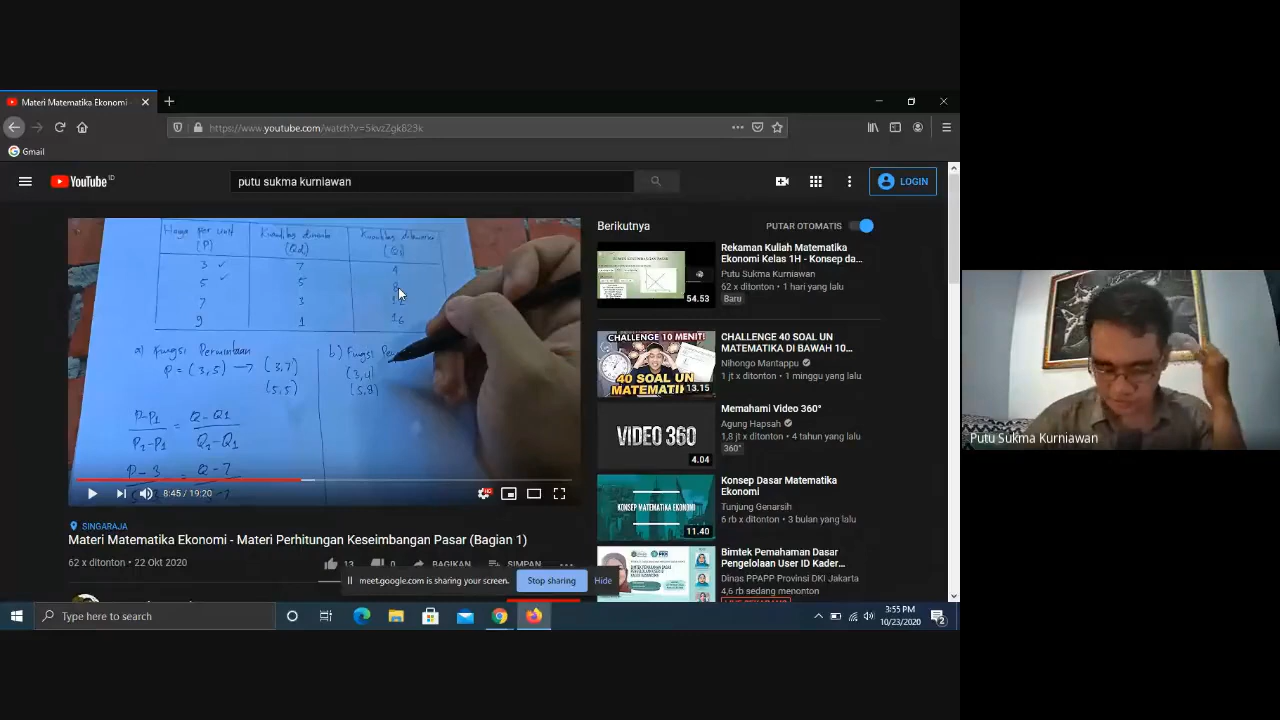 Materi Matematika Ekonomi -
https://www.youtube.com/watch?v=5kvzZgk823k
Gmail
YouTube ID
putu sukma kurniawan
LOGIN
Harga per unit
(P)
Kuantitas diminta
(Qd)
Kuantitas ditawarkan
3 ✓ 7 4
5 ✓ 5 8
7 3
9 1 16
a) Fungsi Permintaan
P = (3,5) → (3,7)
(5,5)
P-P1 = Q-Q1
P2-P1 Q2-Q1
P-3 = Q-7
b) Fungsi
(3,4)
(5,8)
8:45 / 19:20
SINGARAJA
Materi Matematika Ekonomi - Materi Perhitungan Keseimbangan Pasar (Bagian 1)
62 x ditonton • 22 Okt 2020
13
0
BAGIKAN
SIMPAN
Berikutnya
PUTAR OTOMATIS
54.53
Rekaman Kuliah Matematika
Ekonomi Kelas 1H - Konsep da...
Putu Sukma Kurniawan
62 x ditonton • 1 hari yang lalu
Baru
CHALLENGE 10 MENIT!
40 SOAL UN
MATEMATIK
13.15
CHALLENGE 40 SOAL UN
MATEMATIKA DI BAWAH 10...
Nihongo Mantappu
1 jt x ditonton • 1 minggu yang lalu
VIDEO 360°
4.04
Memahami Video 360°
Agung Hapsah
1,8 jt x ditonton • 4 tahun yang lalu
360°
KONSEP MATEMATIKA EKONOMI
11.40
Konsep Dasar Matematika
Ekonomi
Tunjung Genarsih
6 rb x ditonton • 3 bulan yang lalu
Bimtek Pemahaman Dasar
Pengelolaan User ID Kader...
Dinas PPAPP Provinsi DKI Jakarta
4,6 rb sedang menonton
meet.google.com is sharing your screen.
Stop sharing
Hide
Type here to search
3:55 PM
10/23/2020
2
Putu Sukma Kurniawan